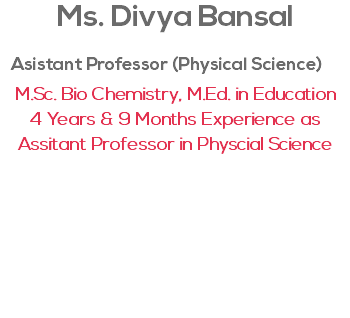 Ms. Divya Bansal
Asistant Professor (Physical Science)
M.Sc. Bio Chemistry, M.Ed. in Education
4 Years & 9 Months Experience as
Assitant Professor in Physcial Science